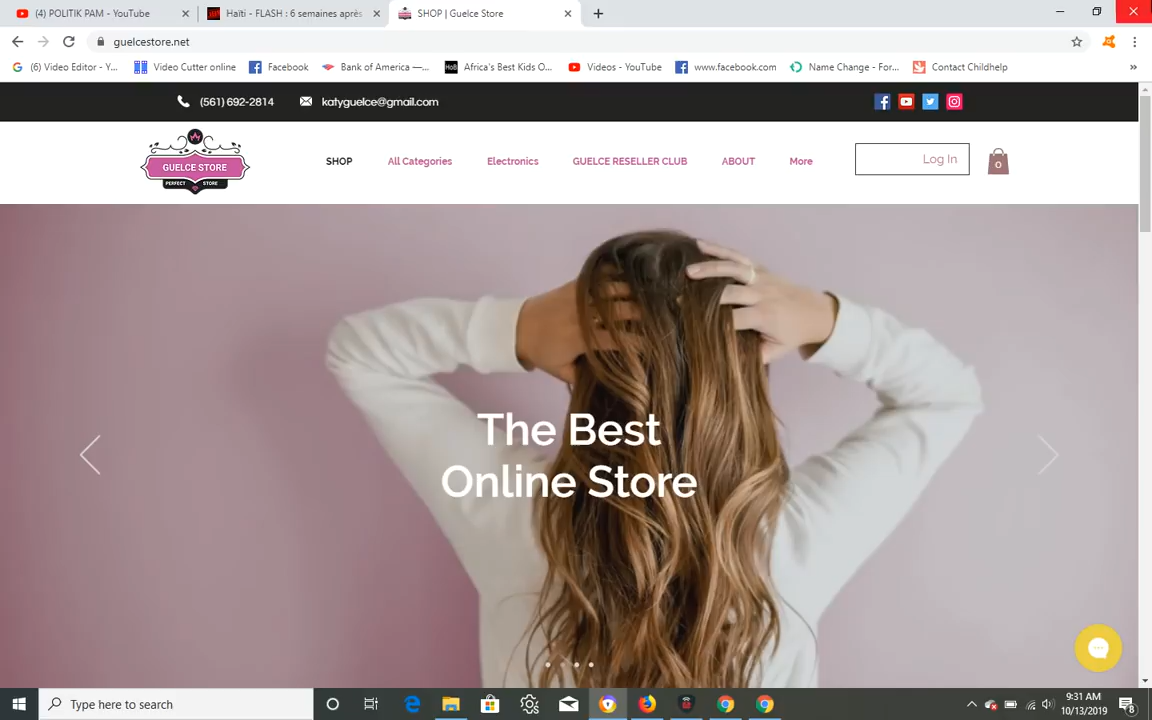 (4) POLITIK PAM - YouTube
Haïti - FLASH : 6 semaines après
SHOP | Guelce Store
guelcestore.net
(6) Video Editor - Y...
Video Cutter online
Facebook
Bank of America —...
HoB
Africa's Best Kids O...
Videos - YouTube
www.facebook.com
Name Change - For...
Contact Childhelp
»
(561) 692-2814
katyguelce@gmail.com
GUELCE STORE
PERFECT STORE
SHOP
All Categories
Electronics
GUELCE RESELLER CLUB
ABOUT
More
Log In
0
The Best
Online Store
Type here to search
9:31 AM
10/13/2019
8